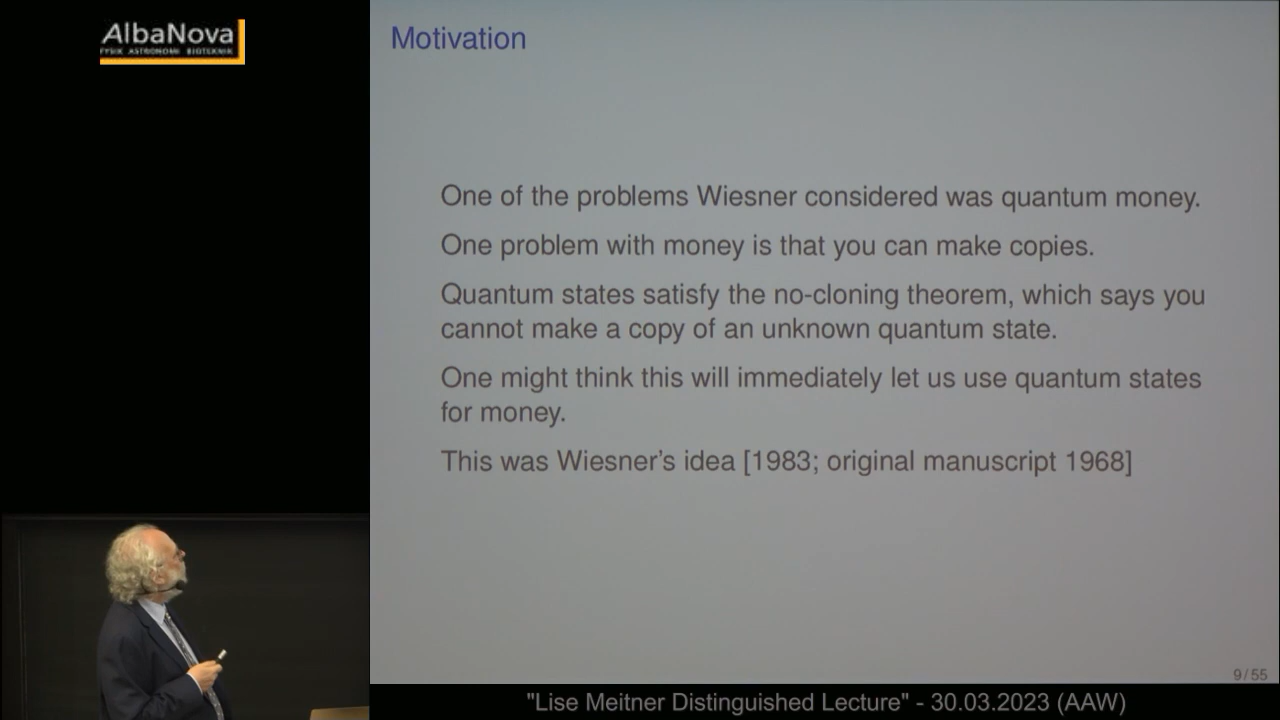 AlbaNova
FYSIK ASTRONOMI BIOTEKNIK
Motivation
One of the problems Wiesner considered was quantum money.
One problem with money is that you can make copies.
Quantum states satisfy the no-cloning theorem, which says you
cannot make a copy of an unknown quantum state.
One might think this will immediately let us use quantum states
for money.
This was Wiesner's idea [1983; original manuscript 1968]
9/55
"Lise Meitner Distinguished Lecture" - 30.03.2023 (AAW)